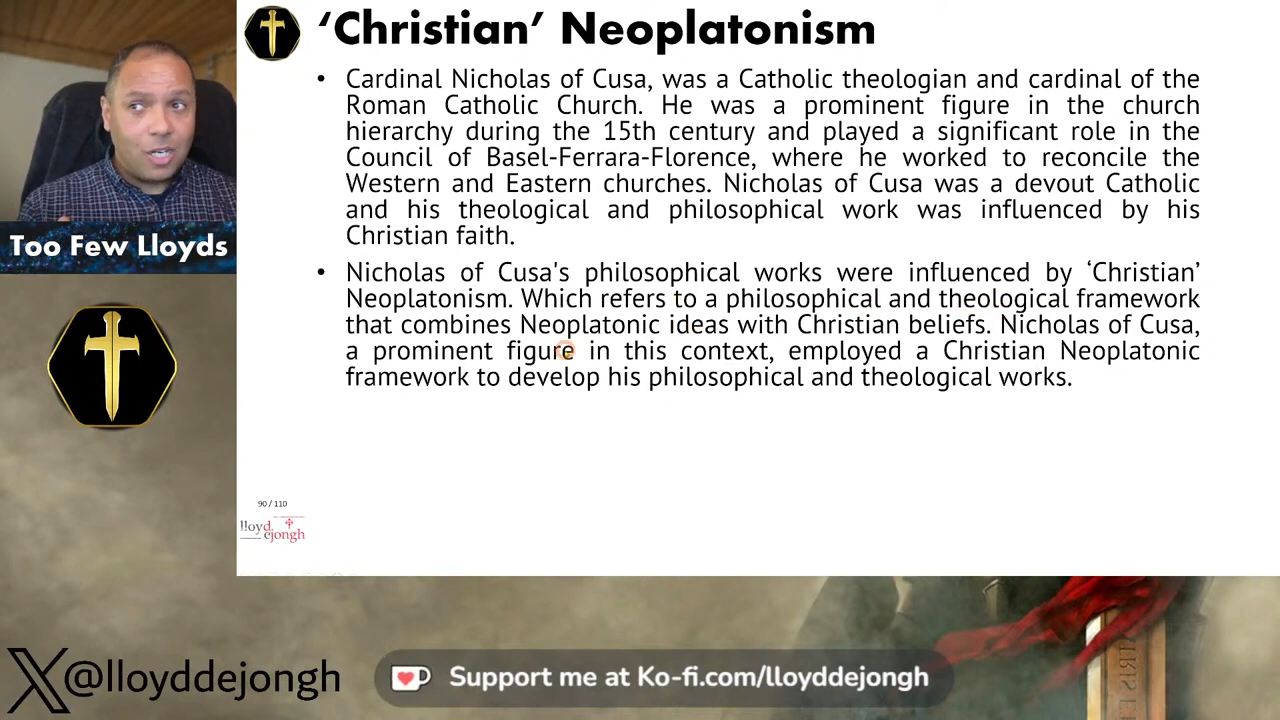 ‘Christian’ Neoplatonism
• Cardinal Nicholas of Cusa, was a Catholic theologian and cardinal of the
Roman Catholic Church. He was a prominent figure in the church
hierarchy during the 15th century and played a significant role in the
Council of Basel-Ferrara-Florence, where he worked to reconcile the
Western and Eastern churches. Nicholas of Cusa was a devout Catholic
and his theological and philosophical work was influenced by his
Christian faith.
• Nicholas of Cusa's philosophical works were influenced by ‘Christian’
Neoplatonism. Which refers to a philosophical and theological framework
that combines Neoplatonic ideas with Christian beliefs. Nicholas of Cusa,
a prominent figure in this context, employed a Christian Neoplatonic
framework to develop his philosophical and theological works.
Too Few Lloyds
90 / 110
lloyd
ejongh
X@lloyddejongh
Support me at Ko-fi.com/lloyddejongh